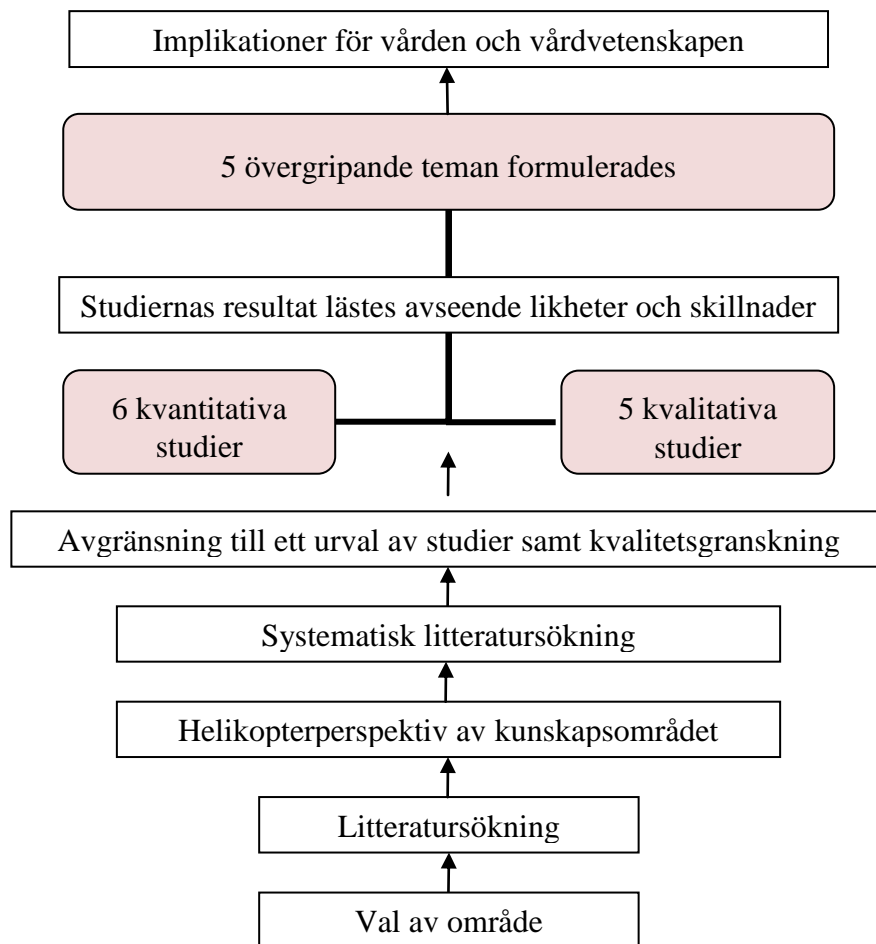 Implikationer för vården och vårdvetenskapen
5 övergripande teman formulerades
Studiernas resultat lästes avseende likheter och skillnader
6 kvantitativa
studier
5 kvalitativa
studier
Avgränsning till ett urval av studier samt kvalitetsgranskning
Systematisk litteratursökning
Helikopterperspektiv av kunskapsområdet
Litteratursökning
Val av område